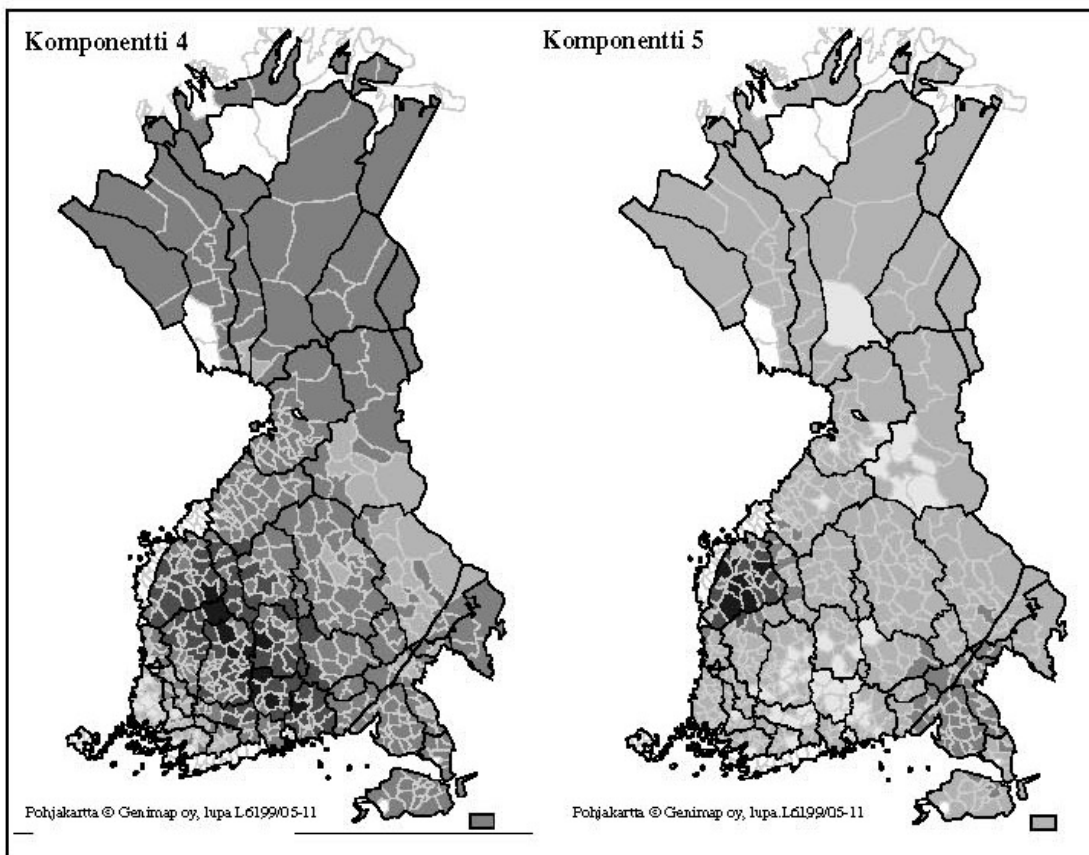 Komponentti 4
Komponentti 5
Pohjakartta © Genimap oy, lupa L6199/05-11
Pohjakartta © Genimap oy, lupa.L6199/05-11